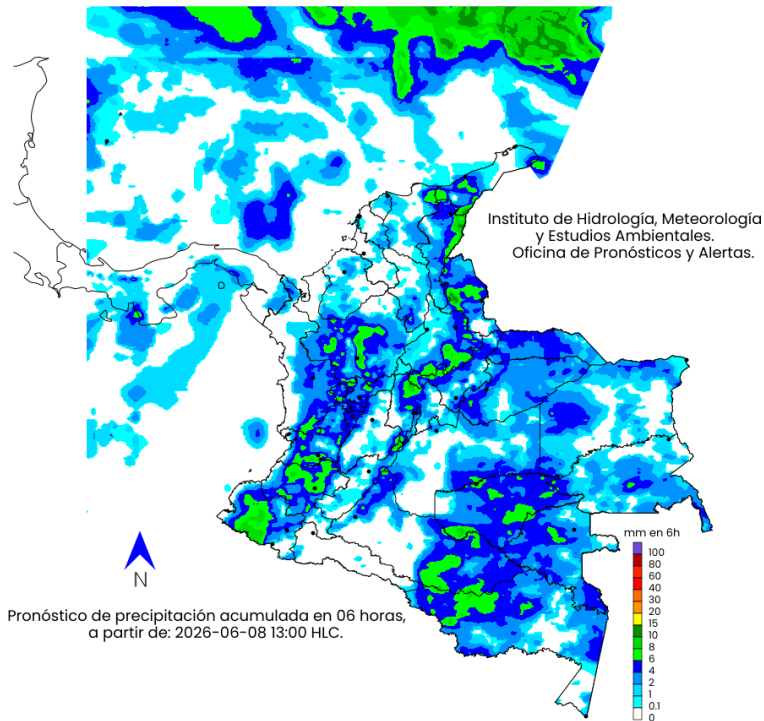 Instituto de Hidrología, Meteorología
y Estudios Ambientales.
Oficina de Pronósticos y Alertas.
mm en 6h
100
80
60
40
30
20
15
10
8
6
4
2
1
0.1
0
N
Pronóstico de precipitación acumulada en 06 horas,
a partir de: 2026-06-08 13:00 HLC.